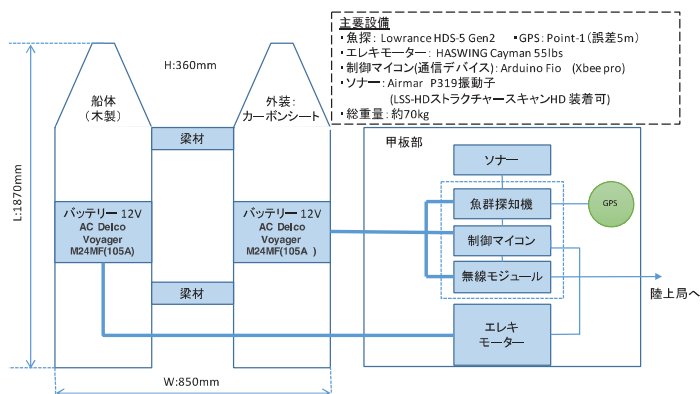 主要設備
・魚探： Lowrance HDS-5 Gen2 ・GPS：Point-1（誤差5m）
・エレキモーター： HASWING Cayman 55lbs
・制御マイコン(通信デバイス)：Arduino Fio (Xbee pro)
・ソナー：Airmar P319振動子
(LSS-HDストラクチャースキャンHD 装着可)
・総重量：約70kg
H:360mm
船体
（木製）
外装：
カーボンシート
梁材
L:1870mm
バッテリー 12V
AC Delco
Voyager
M24MF(105A)
バッテリー 12V
AC Delco
Voyager
M24MF(105A )
梁材
W:850mm
甲板部
ソナー
魚群探知機
GPS
制御マイコン
無線モジュール
陸上局へ
エレキ
モーター